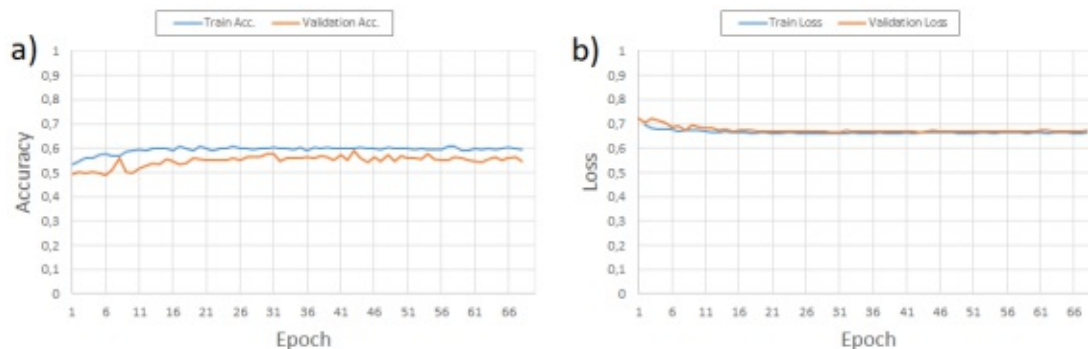 Train Acc. Validation Acc.
a)
1
0,9
0,8
0,7
0,6
0,5
0,4
0,3
0,2
0,1
0
Accuracy
1 6 11 16 21 26 31 36 41 46 51 56 61 66
Epoch
Train Loss Validation Loss
b)
1
0,9
0,8
0,7
0,6
0,5
0,4
0,3
0,2
0,1
0
Loss
1 6 11 16 21 26 31 36 41 46 51 56 61 66
Epoch